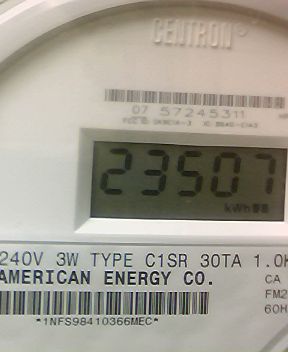 CENTRON®
07 57245311
23507
kWh
240V 3W TYPE C1SR 30TA 1.0K
AMERICAN ENERGY CO. CA
FM2
60H
*1NFS98410366MEC*